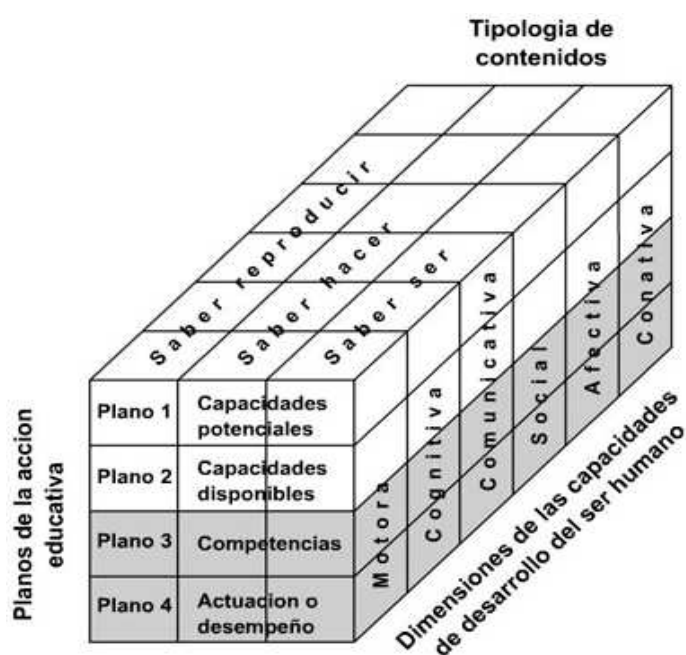 Tipologia de
contenidos
Saber reproducir
Saber hacer
Saber ser
Planos de la accion
educativa
Plano 1 Capacidades
potenciales
Plano 2 Capacidades
disponibles
Plano 3 Competencias
Plano 4 Actuacion o
desempeño
Motora
Cognitiva
Comunicativa
Social
Afectiva
Conativa
Dimensiones de las capacidades
de desarrollo del ser humano